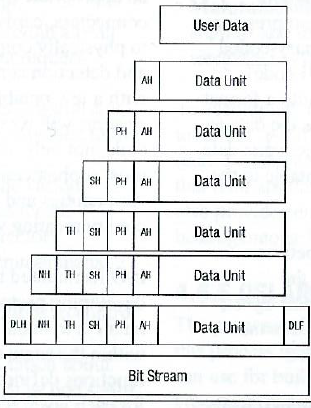 User Data
AH Data Unit
PH AH Data Unit
SH PH AH Data Unit
TH SH PH AH Data Unit
NH TH SH PH AH Data Unit
DLH NH TH SH PH AH Data Unit DLF
Bit Stream